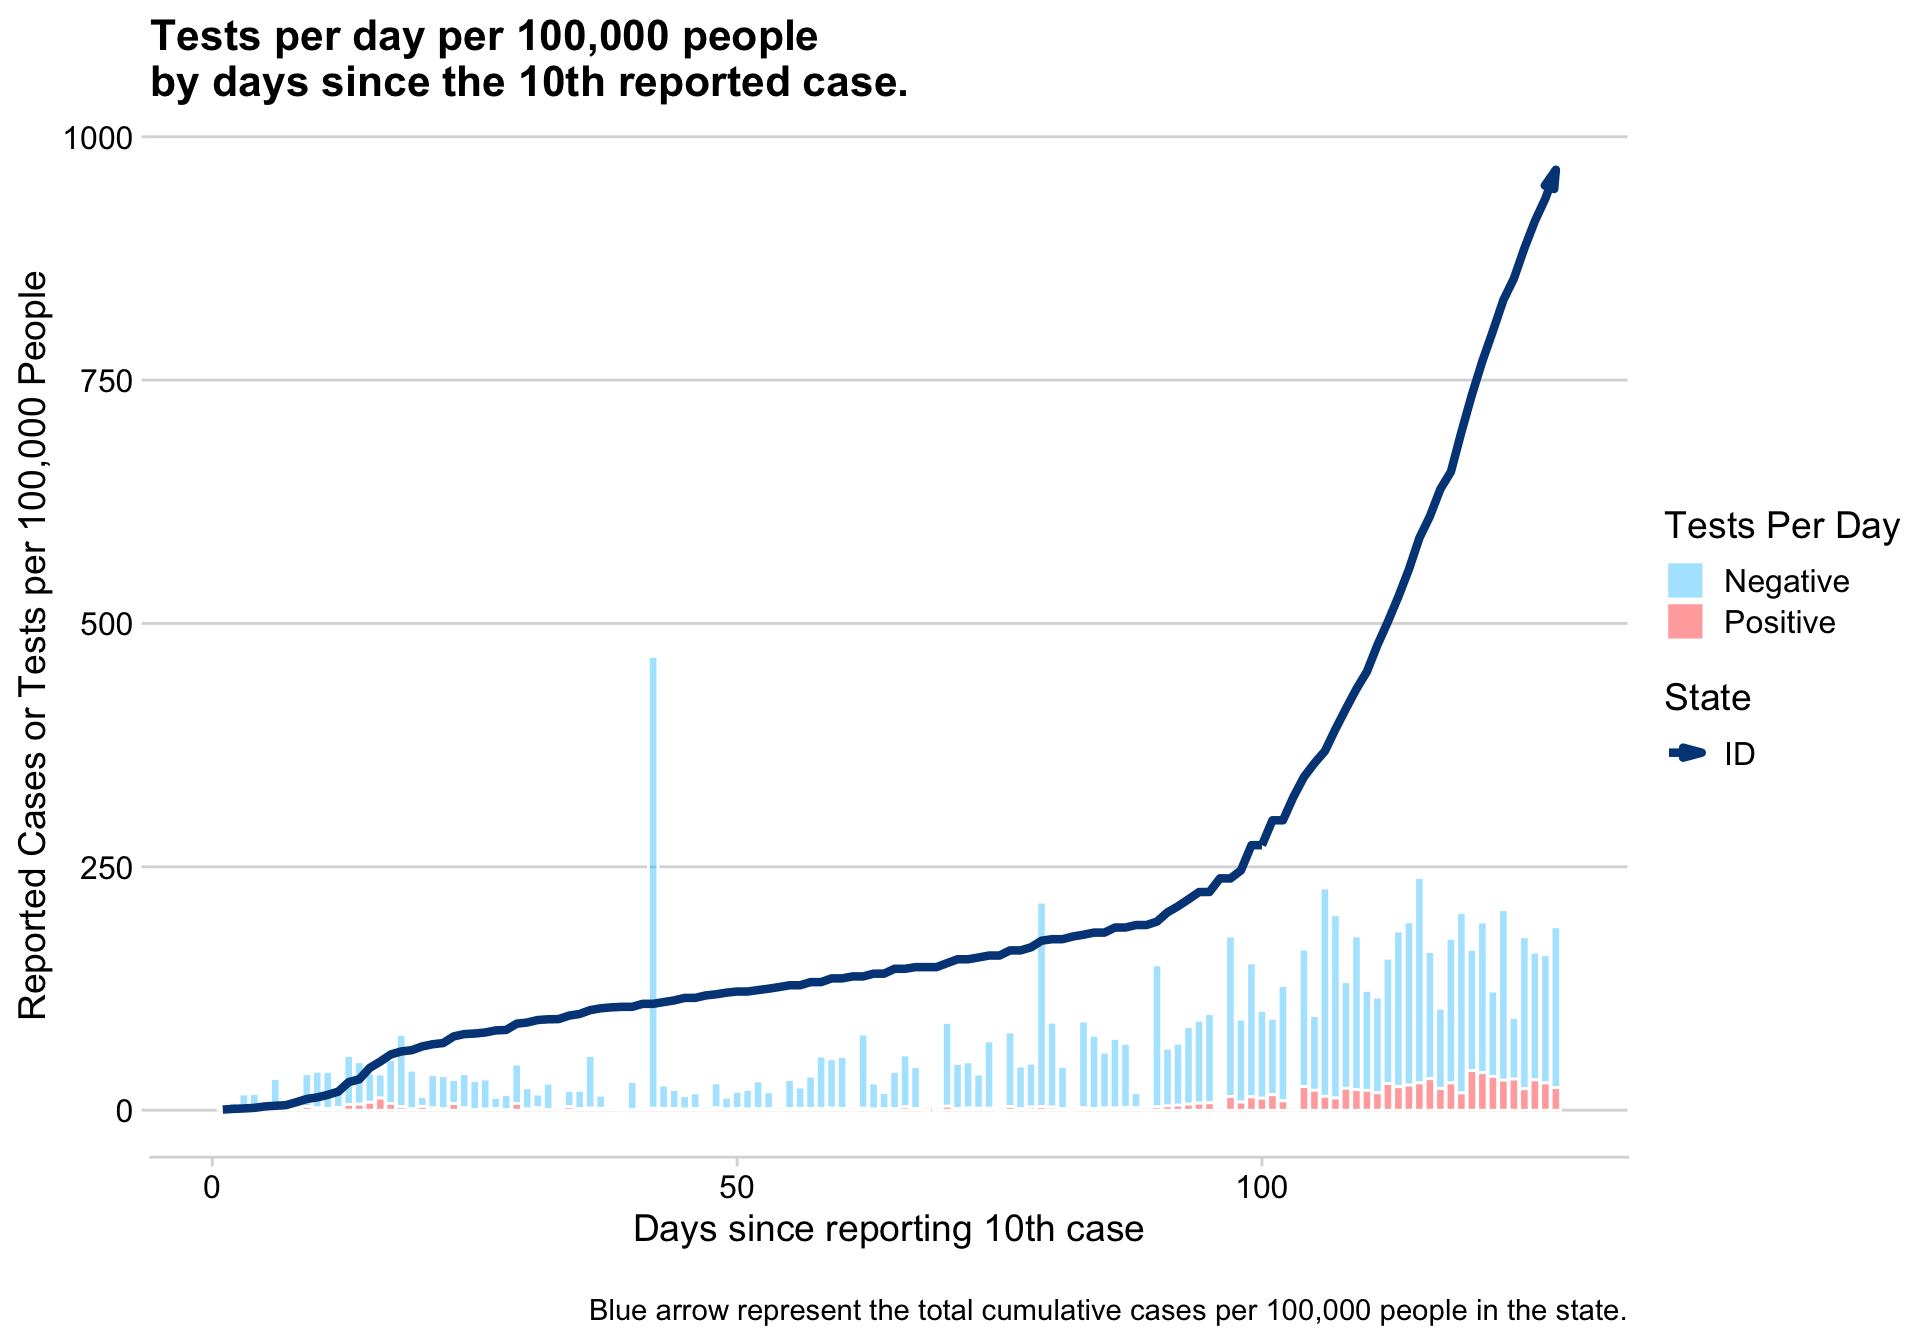 Tests per day per 100,000 people
by days since the 10th reported case.
Reported Cases or Tests per 100,000 People
1000
750
500
250
0
0
50
100
Days since reporting 10th case
Tests Per Day
Negative
Positive
State
ID
Blue arrow represent the total cumulative cases per 100,000 people in the state.